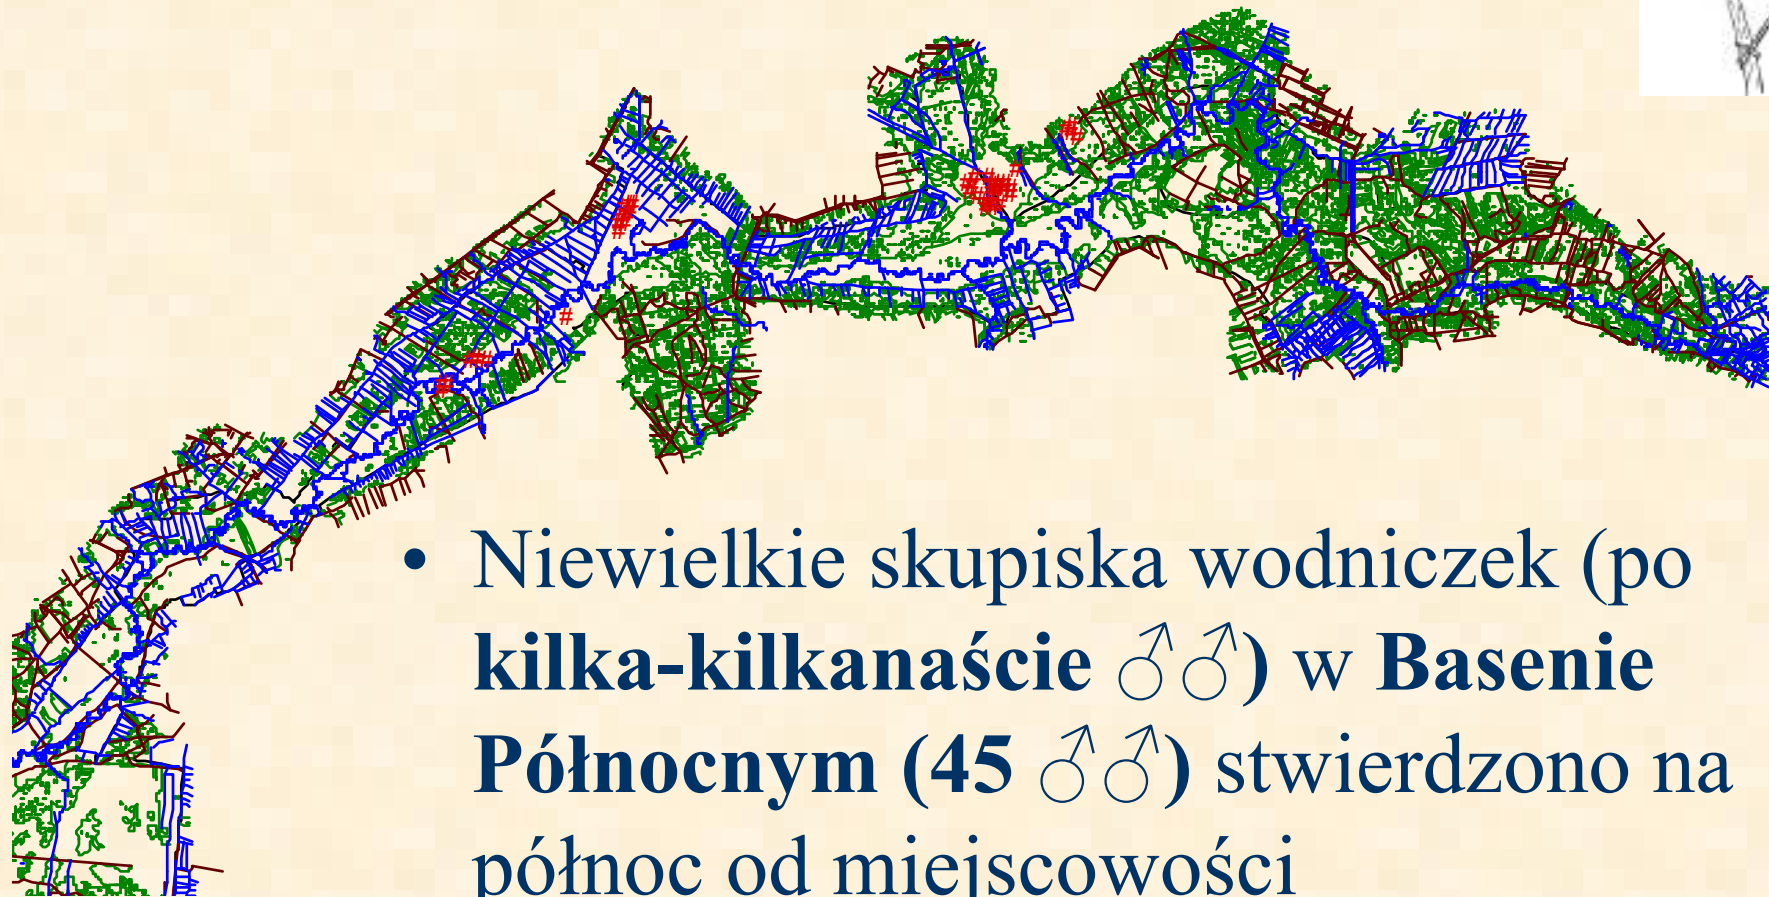 • Niewielkie skupiska wodniczek (po
kilka-kilkanaście ♂♂) w Basenie
Północnym (45 ♂♂) stwierdzono na
północ od miejscowości